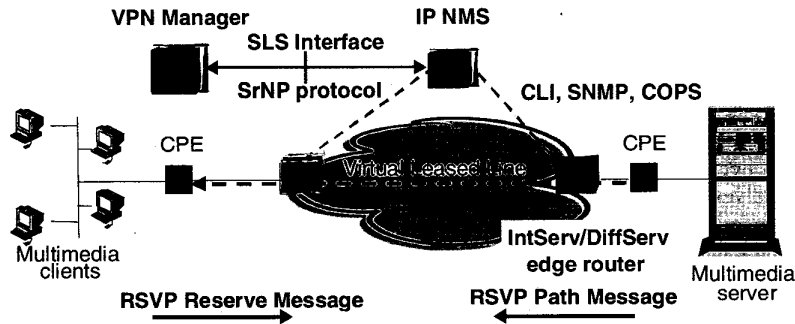 VPN Manager
IP NMS
SLS Interface
SrNP protocol
CLI, SNMP, COPS
CPE
CPE
Virtual Leased Line
IntServ/DiffServ
edge router
Multimedia
clients
Multimedia
server
RSVP Reserve Message
RSVP Path Message